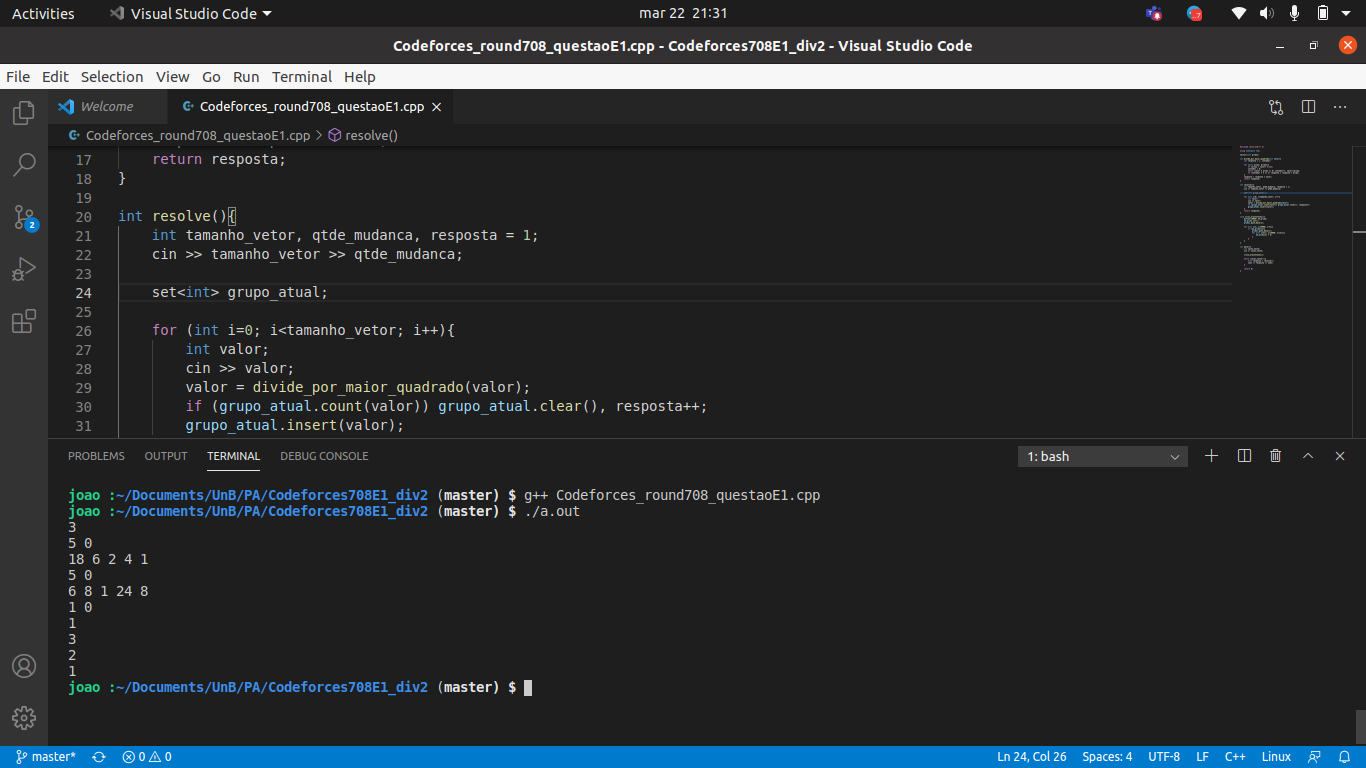 Activities Visual Studio Code mar 22 21:31
Codeforces_round708_questaoE1.cpp - Codeforces708E1_div2 - Visual Studio Code
File Edit Selection View Go Run Terminal Help
Welcome Codeforces_round708_questaoE1.cpp
Codeforces_round708_questaoE1.cpp > resolve()
17 return resposta;
18 }
19
20 int resolve(){
21 int tamanho_vetor, qtde_mudanca, resposta = 1;
22 cin >> tamanho_vetor >> qtde_mudanca;
23
24 set<int> grupo_atual;
25
26 for (int i=0; i<tamanho_vetor; i++){
27 int valor;
28 cin >> valor;
29 valor = divide_por_maior_quadrado(valor);
30 if (grupo_atual.count(valor)) grupo_atual.clear(), resposta++;
31 grupo_atual.insert(valor);
2
PROBLEMS OUTPUT TERMINAL DEBUG CONSOLE 1: bash
joao :~/Documents/UnB/PA/Codeforces708E1_div2 (master) $ g++ Codeforces_round708_questaoE1.cpp
joao :~/Documents/UnB/PA/Codeforces708E1_div2 (master) $ ./a.out
3
5 0
18 6 2 4 1
5 0
6 8 1 24 8
1 0
1
3
2
1
joao :~/Documents/UnB/PA/Codeforces708E1_div2 (master) $
master* 0 0 Ln 24, Col 26 Spaces: 4 UTF-8 LF C++ Linux